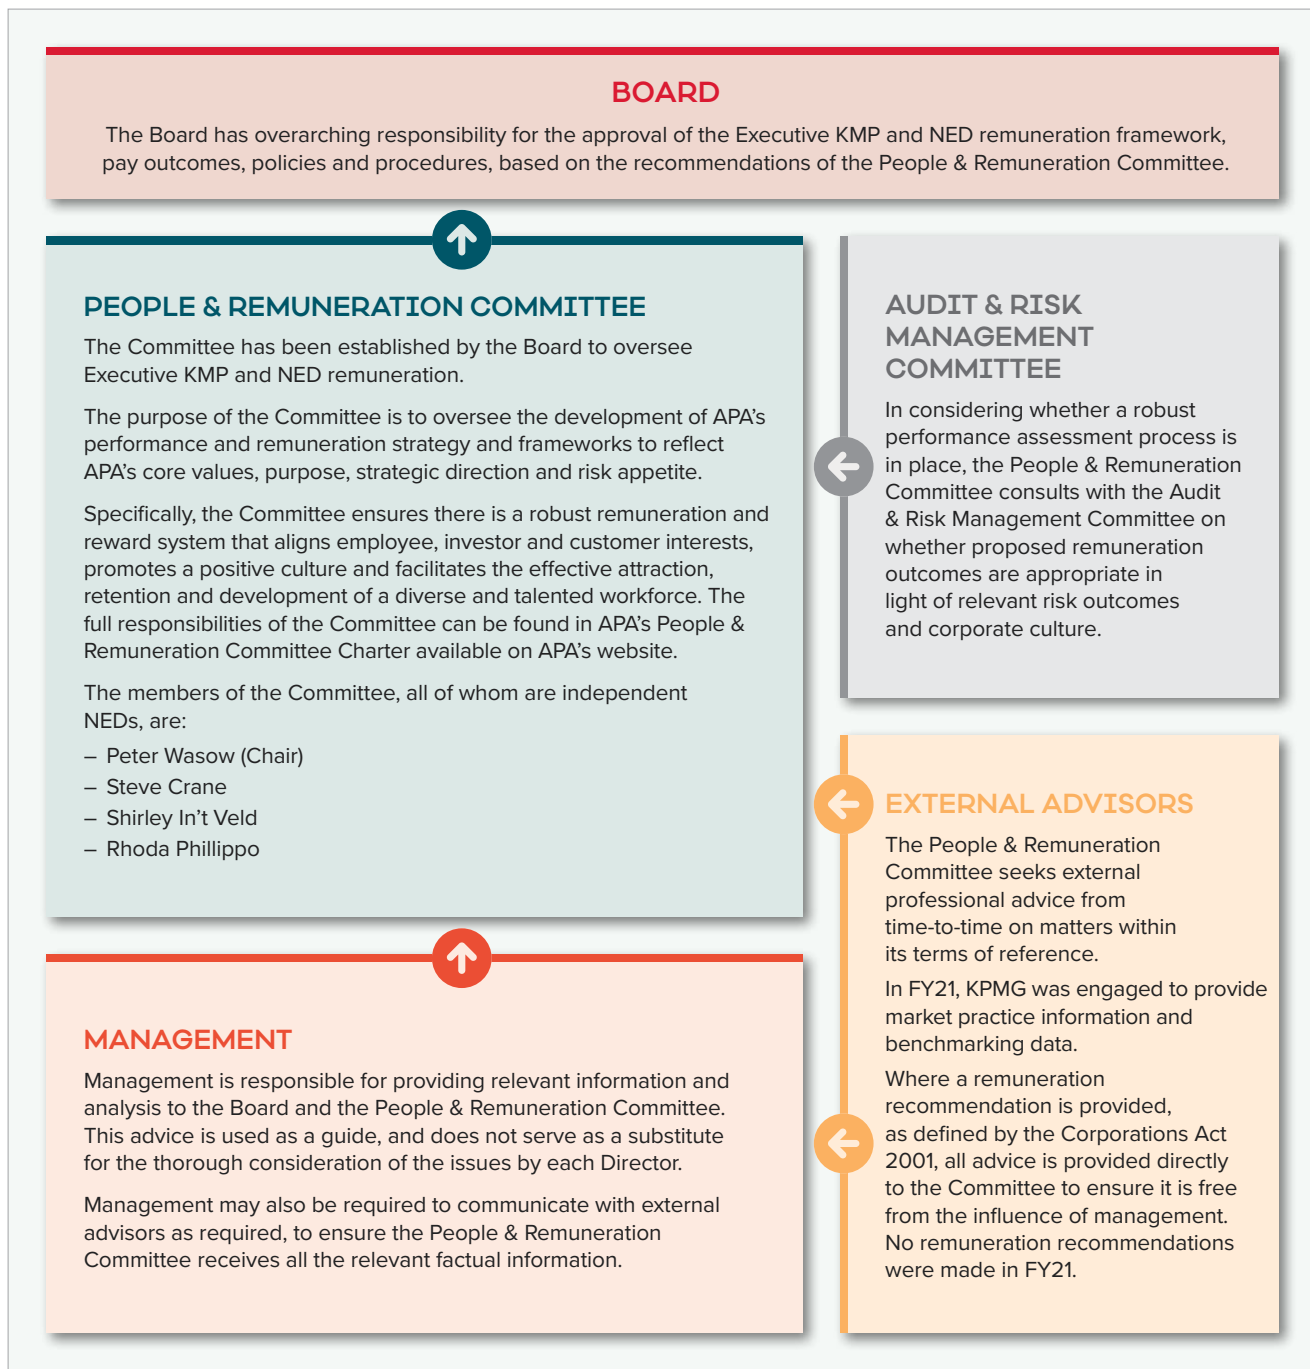 BOARD
The Board has overarching responsibility for the approval of the Executive KMP and NED remuneration framework,
pay outcomes, policies and procedures, based on the recommendations of the People & Remuneration Committee.
PEOPLE & REMUNERATION COMMITTEE
The Committee has been established by the Board to oversee
Executive KMP and NED remuneration.
The purpose of the Committee is to oversee the development of APA’s
performance and remuneration strategy and frameworks to reflect
APA’s core values, purpose, strategic direction and risk appetite.
Specifically, the Committee ensures there is a robust remuneration and
reward system that aligns employee, investor and customer interests,
promotes a positive culture and facilitates the effective attraction,
retention and development of a diverse and talented workforce. The
full responsibilities of the Committee can be found in APA’s People &
Remuneration Committee Charter available on APA’s website.
The members of the Committee, all of whom are independent
NEDs, are:
– Peter Wasow (Chair)
– Steve Crane
– Shirley In’t Veld
– Rhoda Phillippo
AUDIT & RISK
MANAGEMENT
COMMITTEE
In considering whether a robust
performance assessment process is
in place, the People & Remuneration
Committee consults with the Audit
& Risk Management Committee on
whether proposed remuneration
outcomes are appropriate in
light of relevant risk outcomes
and corporate culture.
MANAGEMENT
Management is responsible for providing relevant information and
analysis to the Board and the People & Remuneration Committee.
This advice is used as a guide, and does not serve as a substitute
for the thorough consideration of the issues by each Director.
Management may also be required to communicate with external
advisors as required, to ensure the People & Remuneration
Committee receives all the relevant factual information.
EXTERNAL ADVISORS
The People & Remuneration
Committee seeks external
professional advice from
time-to-time on matters within
its terms of reference.
In FY21, KPMG was engaged to provide
market practice information and
benchmarking data.
Where a remuneration
recommendation is provided,
as defined by the Corporations Act
2001, all advice is provided directly
to the Committee to ensure it is free
from the influence of management.
No remuneration recommendations
were made in FY21.